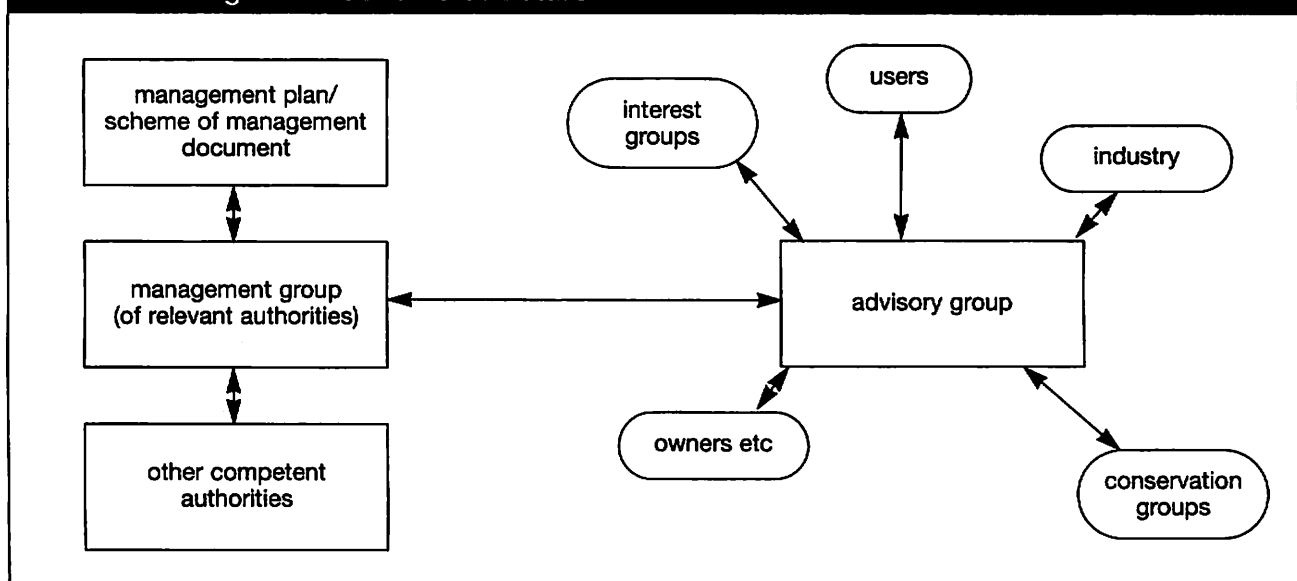 management plan/
scheme of management
document
management group
(of relevant authorities)
other competent
authorities
interest
groups
users
industry
advisory group
owners etc
conservation
groups